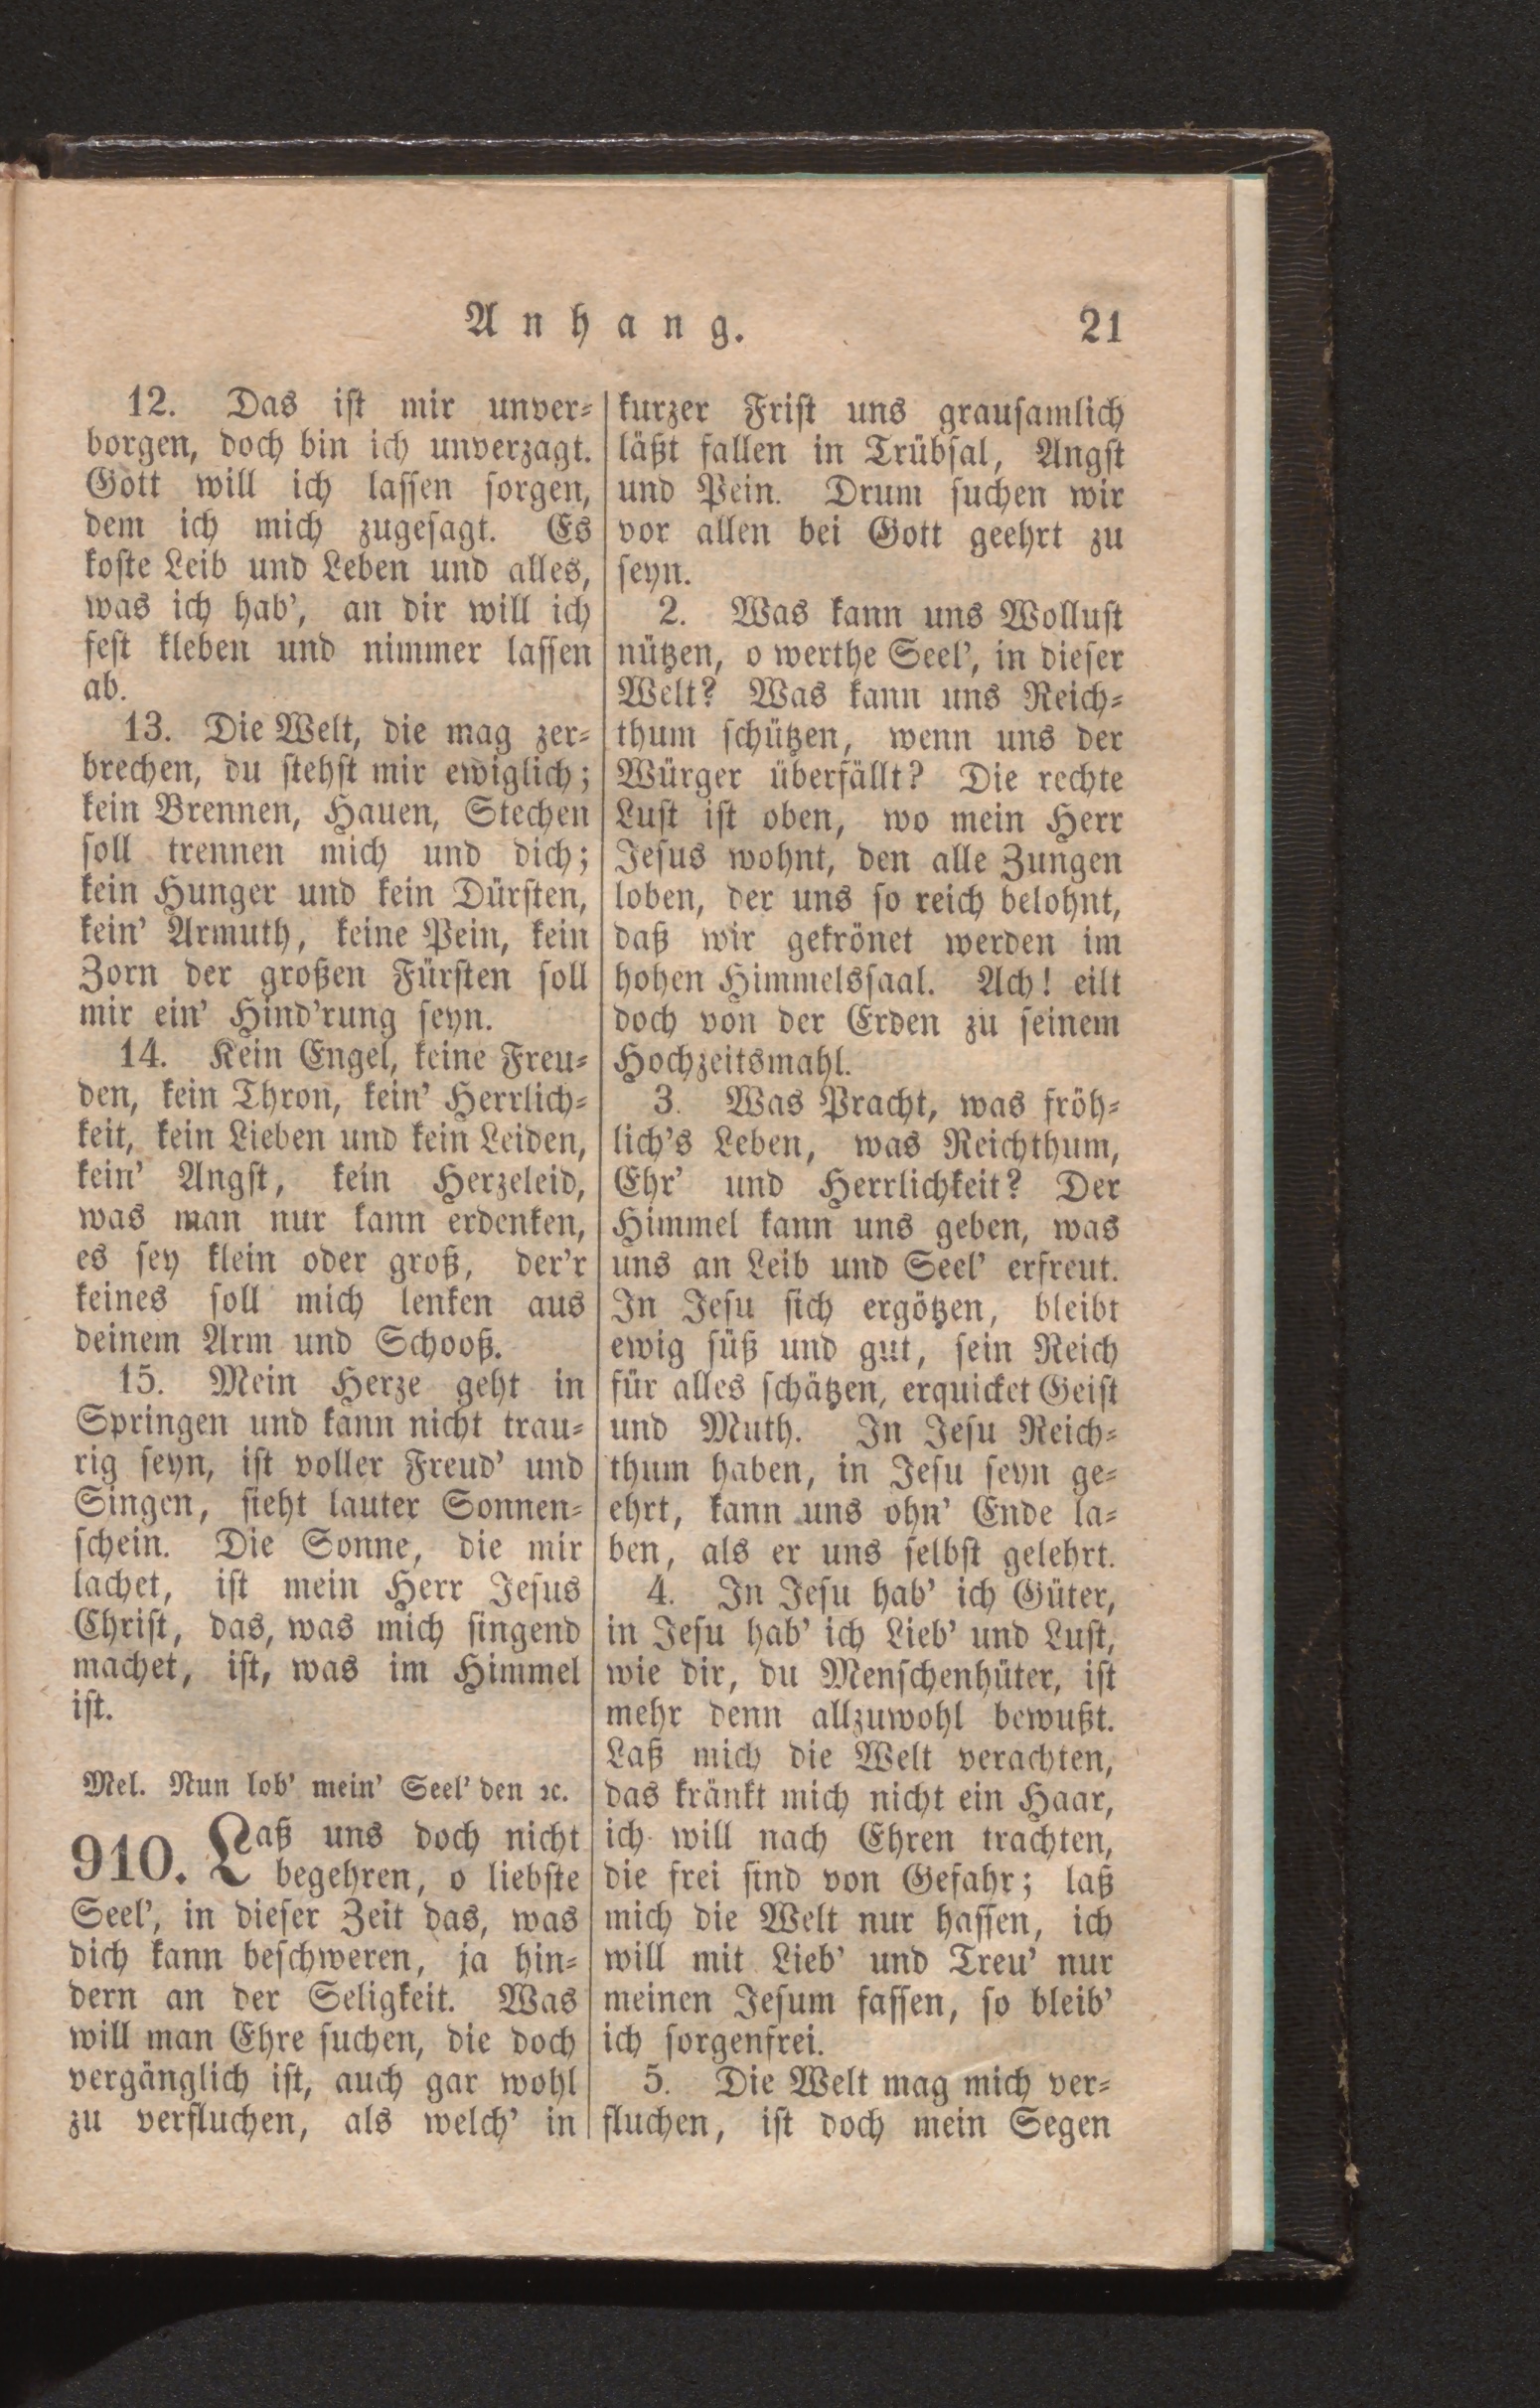 Anhang. 21
12. Das ist mir unver-
borgen, doch bin ich unverzagt.
Gott will ich lassen sorgen,
dem ich mich zugesagt. Es
koste Leib und Leben und alles,
was ich hab', an dir will ich
fest kleben und nimmer lassen
ab.
13. Die Welt, die mag zer-
brechen, du stehst mir ewiglich;
kein Brennen, Hauen, Stechen
soll trennen mich und dich;
kein Hunger und kein Dürsten,
kein' Armuth, keine Pein, kein
Zorn der großen Fürsten soll
mir ein' Hind'rung seyn.
14. Kein Engel, keine Freu-
den, kein Thron, kein' Herrlich-
keit, kein Lieben und kein Leiden,
kein' Angst, kein Herzeleid,
was man nur kann erdenken,
es sey klein oder groß, der'r
keines soll mich lenken aus
deinem Arm und Schooß.
15. Mein Herze geht in
Springen und kann nicht trau-
rig seyn, ist voller Freud' und
Singen, sieht lauter Sonnen-
schein. Die Sonne, die mir
lachet, ist mein Herr Jesus
Christ, das, was mich singend
machet, ist, was im Himmel
ist.
Mel. Nun lob' mein' Seel' den ꝛc.
910. Laß uns doch nicht
begehren, o liebste
Seel', in dieser Zeit das, was
dich kann beschweren, ja hin-
dern an der Seligkeit. Was
will man Ehre suchen, die doch
vergänglich ist, auch gar wohl
zu verfluchen, als welch' in
kurzer Frist uns grausamlich
läßt fallen in Trübsal, Angst
und Pein. Drum suchen wir
vor allen bei Gott geehrt zu
seyn.
2. Was kann uns Wollust
nützen, o werthe Seel', in dieser
Welt? Was kann uns Reich-
thum schützen, wenn uns der
Würger überfällt? Die rechte
Lust ist oben, wo mein Herr
Jesus wohnt, den alle Zungen
loben, der uns so reich belohnt,
daß wir gekrönet werden im
hohen Himmelssaal. Ach! eilt
doch von der Erden zu seinem
Hochzeitsmahl.
3. Was Pracht, was fröh-
lich's Leben, was Reichthum,
Ehr' und Herrlichkeit? Der
Himmel kann uns geben, was
uns an Leib und Seel' erfreut.
In Jesu sich ergötzen, bleibt
ewig süß und gut, sein Reich
für alles schätzen, erquicket Geist
und Muth. In Jesu Reich-
thum haben, in Jesu seyn ge-
ehrt, kann uns ohn' Ende la-
ben, als er uns selbst gelehrt.
4. In Jesu hab' ich Güter,
in Jesu hab' ich Lieb' und Lust,
wie dir, du Menschenhüter, ist
mehr denn allzuwohl bewußt.
Laß mich die Welt verachten,
das kränkt mich nicht ein Haar,
ich will nach Ehren trachten,
die frei sind von Gefahr; laß
mich die Welt nur hassen, ich
will mit Lieb' und Treu' nur
meinen Jesum fassen, so bleib'
ich sorgenfrei.
5. Die Welt mag mich ver-
fluchen, ist doch mein Segen